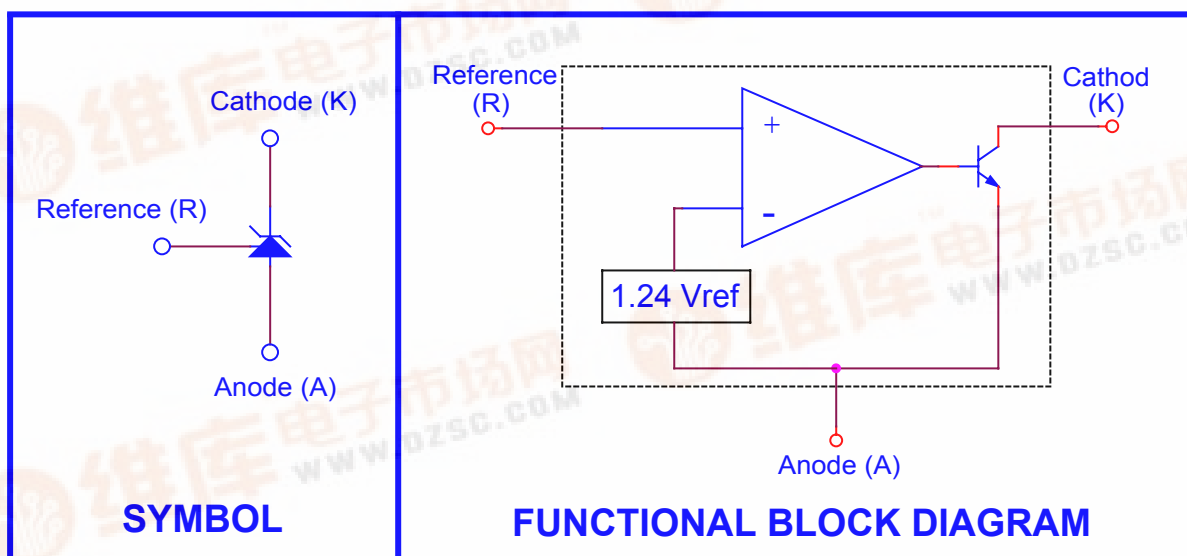 Cathode (K)
Reference (R)
Anode (A)
SYMBOL
Reference
(R)
Cathod
(K)
+
-
1.24 Vref
Anode (A)
FUNCTIONAL BLOCK DIAGRAM
维库电子市场网
WWW.DZSC.COM